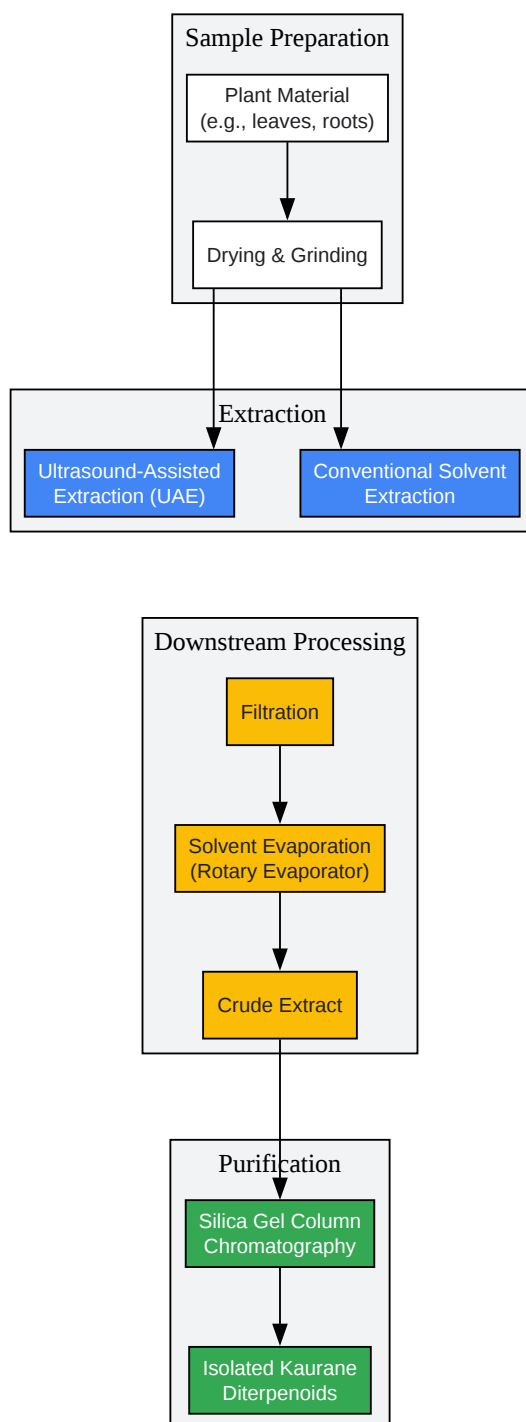 Sample Preparation
Plant Material
(e.g., leaves, roots)
Drying & Grinding
Extraction
Ultrasound-Assisted
Extraction (UAE)
Conventional Solvent
Extraction
Downstream Processing
Filtration
Solvent Evaporation
(Rotary Evaporator)
Crude Extract
Purification
Silica Gel Column
Chromatography
Isolated Kaurane
Diterpenoids